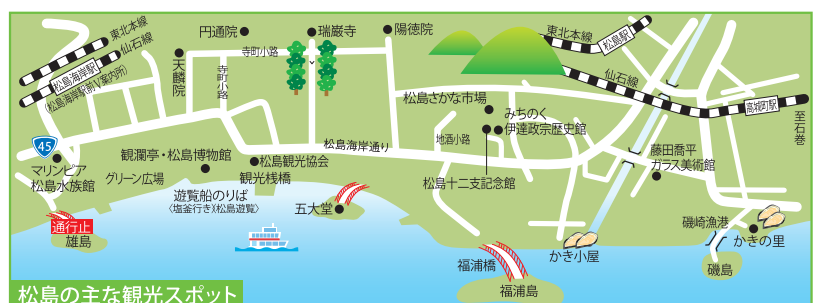 東北本線
仙石線
松島海岸駅
(松島海岸駅前∨案内所)
45
マリンピア
松島水族館
通行止
雄島
グリーン広場
観瀾亭・松島博物館
天麟院
円通院
寺町小路
寺町小路
瑞巌寺
陽徳院
松島観光協会
観光桟橋
遊覧船のりば
〈塩釜行き〉〈松島遊覧〉
五大堂
松島海岸通り
松島さかな市場
みちのく
伊達政宗歴史館
地酒小路
松島十二支記念館
東北本線
松島駅
仙石線
高城町駅
至石巻
藤田喬平
ガラス美術館
福浦橋
福浦島
かき小屋
磯崎漁港
かきの里
磯島
松島の主な観光スポット